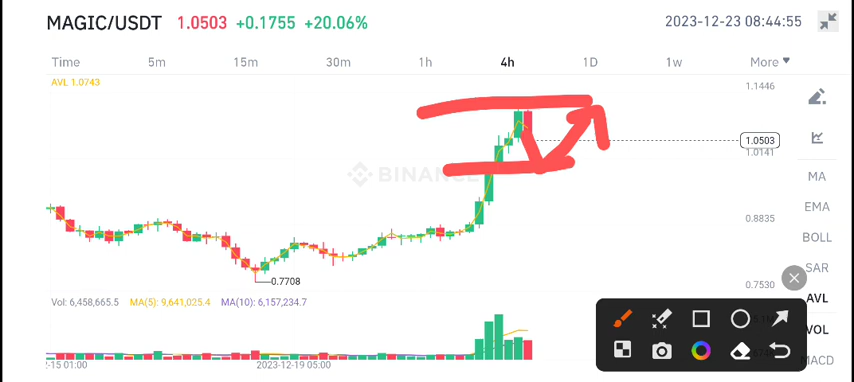 MAGIC/USDT 1.0503 +0.1755 +20.06% 2023-12-23 08:44:55
Time 5m 15m 30m 1h 4h 1D 1w More
AVL 1.0743
1.1446
1.0503
1.0141
BINANCE
MA
EMA
0.8835
BOLL
SAR
0.7708
0.7530
AVL
Vol: 6,458,665.5 MA(5): 9,641,025.4 MA(10): 6,157,234.7
VOL
MACD
-15 01:00 2023-12-19 05:00